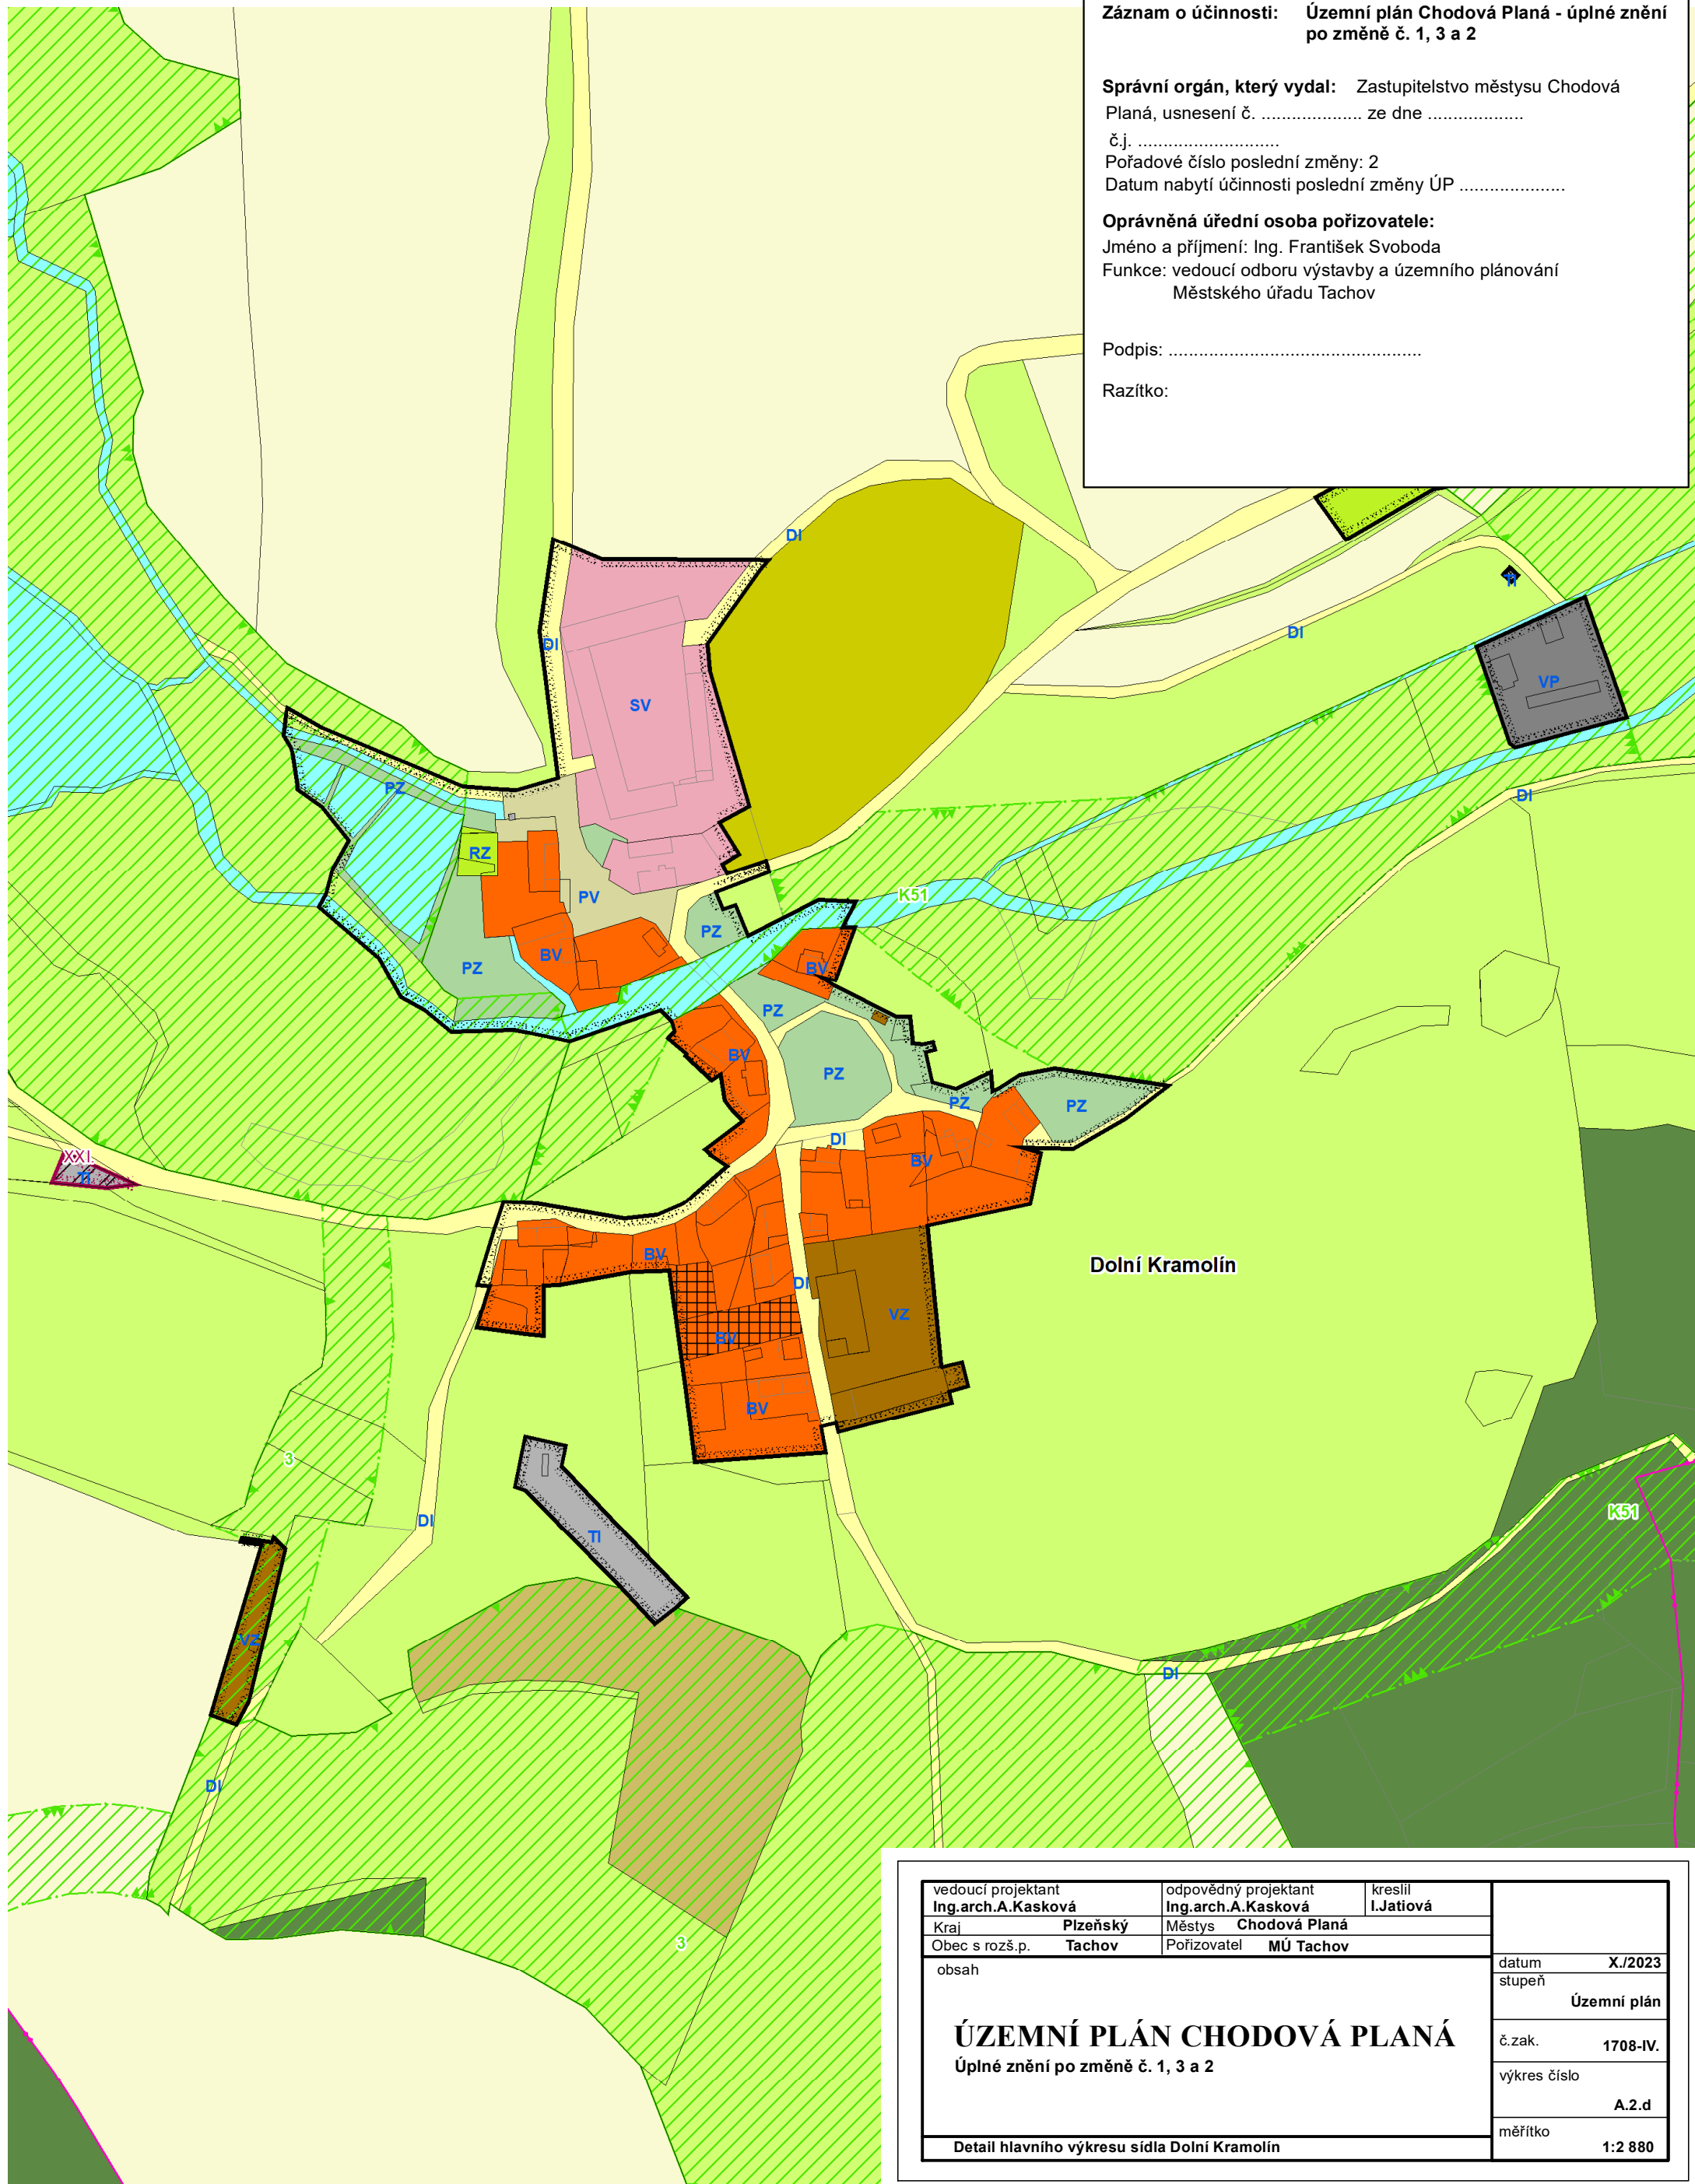 Záznam o účinnosti: Územní plán Chodová Planá - úplné znění
po změně č. 1, 3 a 2
Správní orgán, který vydal: Zastupitelstvo městysu Chodová
Planá, usnesení č. .................... ze dne ...................
č.j. ............................
Pořadové číslo poslední změny: 2
Datum nabytí účinnosti poslední změny ÚP .....................
Oprávněná úřední osoba pořizovatele:
Jméno a příjmení: Ing. František Svoboda
Funkce: vedoucí odboru výstavby a územního plánování
Městského úřadu Tachov
Podpis: ..................................................
Razítko:
DI
TI
DI
DI
VP
SV
PZ
DI
RZ
PV
K51
PZ
BV
PZ
BV
PZ
BV
PZ
PZ
PZ
DI
XXI.
TI
BV
BV
Dolní Kramolín
DI
VZ
BV
BV
3
K51
DI
TI
VZ
DI
DI
3
vedoucí projektant odpovědný projektant kreslil
Ing.arch.A.Kasková Ing.arch.A.Kasková I.Jatiová
Kraj Plzeňský Městys Chodová Planá
Obec s rozš.p. Tachov Pořizovatel MÚ Tachov
obsah
datum X./2023
stupeň
Územní plán
ÚZEMNÍ PLÁN CHODOVÁ PLANÁ
č.zak. 1708-IV.
Úplné znění po změně č. 1, 3 a 2
výkres číslo
A.2.d
měřítko
1:2 880
Detail hlavního výkresu sídla Dolní Kramolín